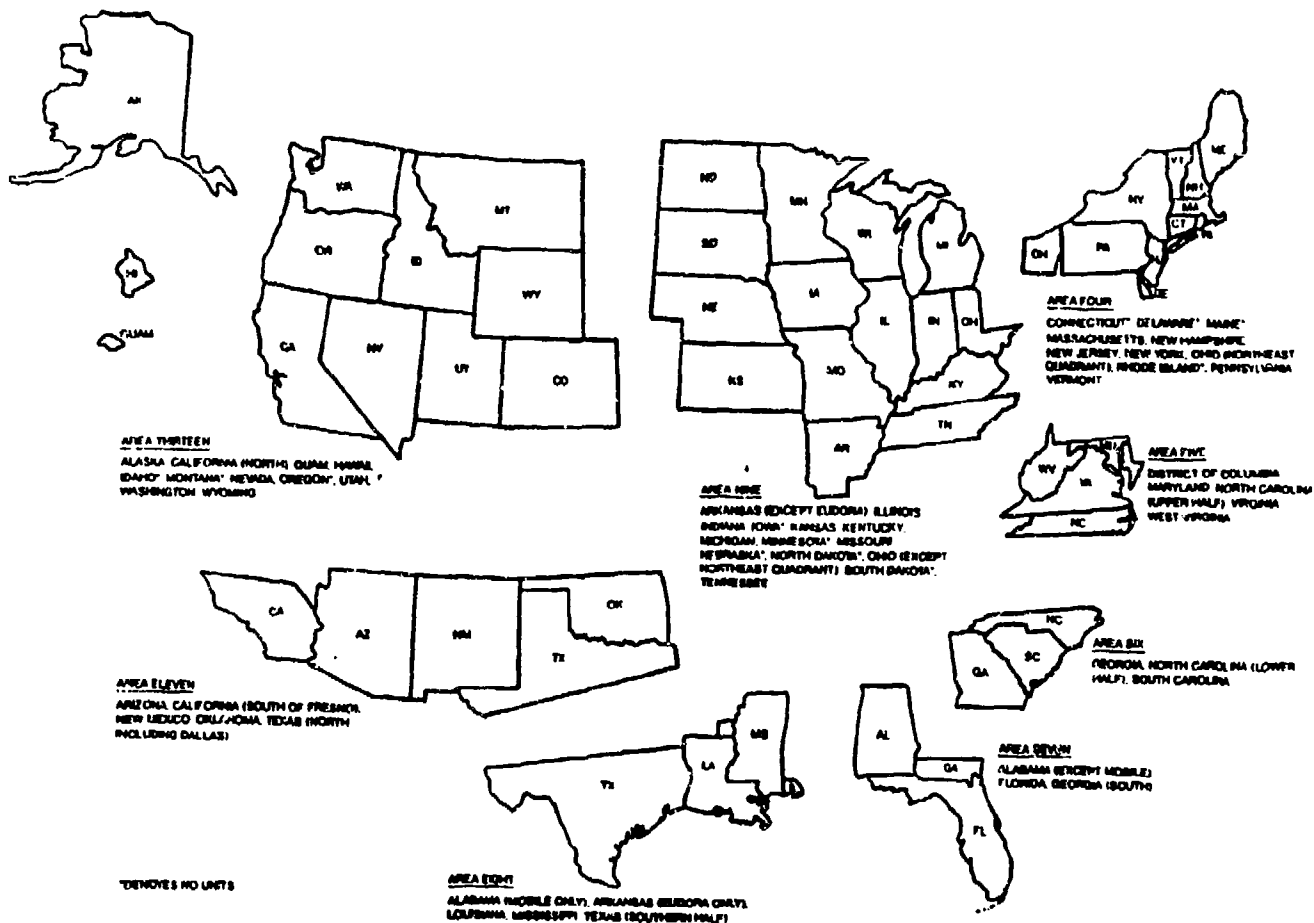 AK
HI
GUAM
WA
OR
ID
MT
WY
CA
NV
UT
CO
AREA THIRTEEN
ALASKA CALIFORNIA (NORTH) GUAM, HAWAII,
IDAHO* MONTANA* NEVADA, OREGON*, UTAH, *
WASHINGTON WYOMING
ND
SD
NE
KS
MN
IA
MO
AR
WI
IL
MI
IN
OH
KY
TN
AREA NINE
ARKANSAS (EXCEPT EUDORA) ILLINOIS
INDIANA IOWA* KANSAS, KENTUCKY,
MICHIGAN, MINNESOTA* MISSOURI
NEBRASKA*, NORTH DAKOTA*, OHIO (EXCEPT
NORTHEAST QUADRANT) SOUTH DAKOTA*,
TENNESSEE
ME
VT
NH
NY
MA
CT
RI
OH
PA
DE
AREA FOUR
CONNECTICUT* DELAWARE* MAINE*
MASSACHUSETTS, NEW HAMPSHIRE
NEW JERSEY, NEW YORK, OHIO (NORTHEAST
QUADRANT), RHODE ISLAND*, PENNSYLVANIA
VERMONT
WV
MD
VA
NC
AREA FIVE
DISTRICT OF COLUMBIA
MARYLAND NORTH CAROLINA
(UPPER HALF) VIRGINIA
WEST VIRGINIA
CA
AZ
NM
OK
TX
AREA ELEVEN
ARIZONA, CALIFORNIA (SOUTH OF FRESNO),
NEW MEXICO OKLAHOMA, TEXAS (NORTH
INCLUDING DALLAS)
NC
SC
GA
AREA SIX
GEORGIA, NORTH CAROLINA (LOWER
HALF), SOUTH CAROLINA
TX
LA
MS
AREA EIGHT
ALABAMA (MOBILE ONLY), ARKANSAS (EUDORA ONLY),
LOUISIANA, MISSISSIPPI TEXAS (SOUTHERN HALF)
AL
GA
FL
AREA SEVEN
ALABAMA (EXCEPT MOBILE)
FLORIDA, GEORGIA (SOUTH)
*DENOTES NO UNITS